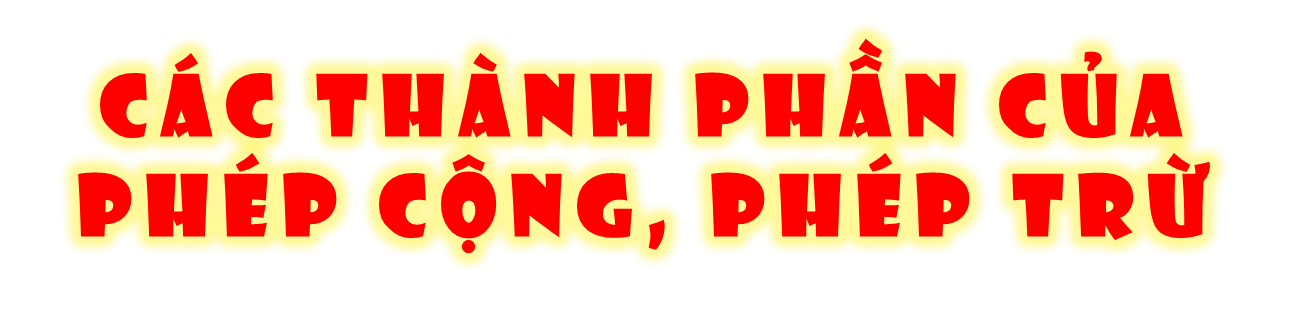 CÁC THÀNH PHẦN CỦA
PHÉP CỘNG, PHÉP TRỪ